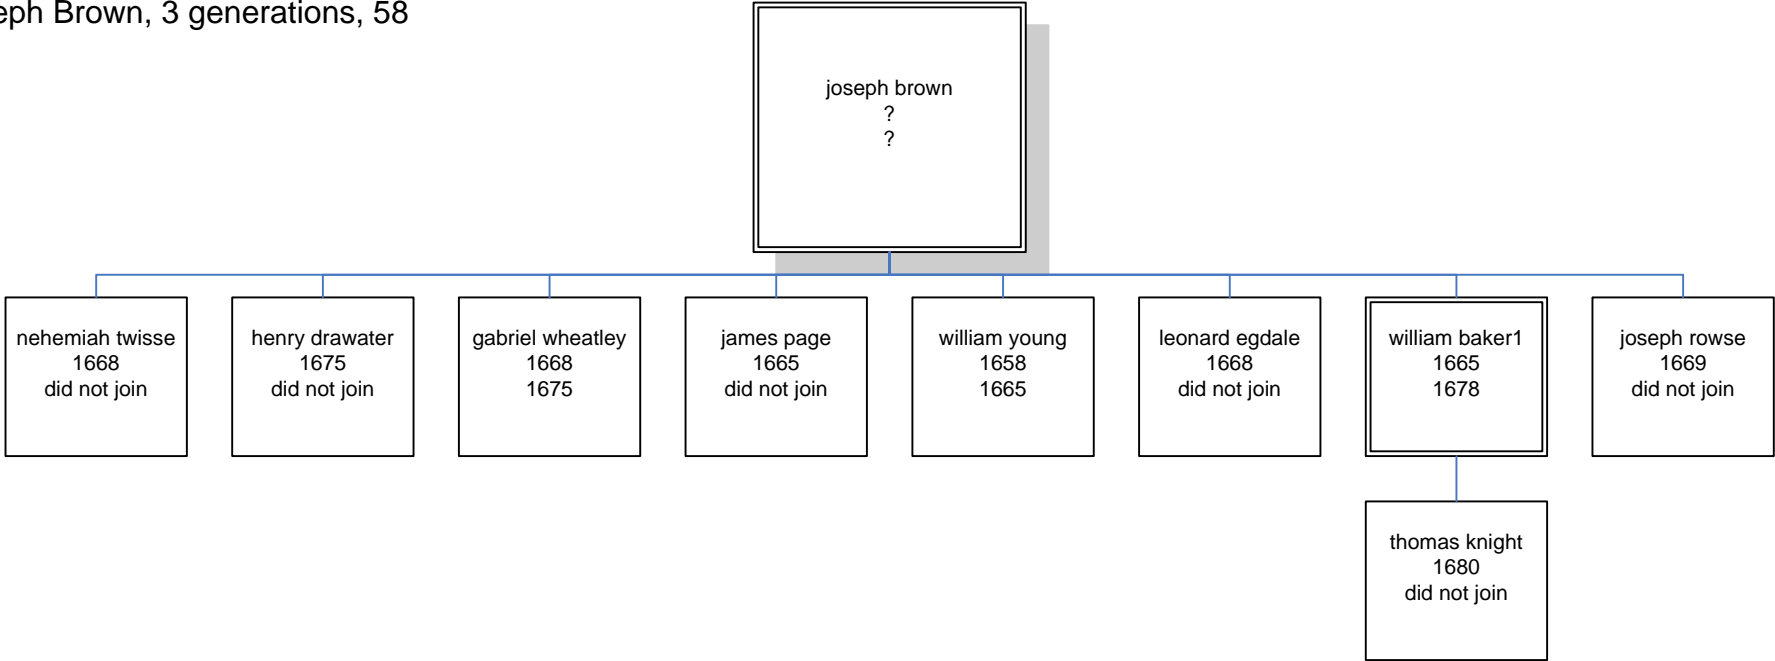 eph Brown, 3 generations, 58
joseph brown
?
?
nehemiah twisse
1668
did not join
henry drawater
1675
did not join
gabriel wheatley
1668
1675
james page
1665
did not join
william young
1658
1665
leonard egdale
1668
did not join
william baker1
1665
1678
joseph rowse
1669
did not join
thomas knight
1680
did not join